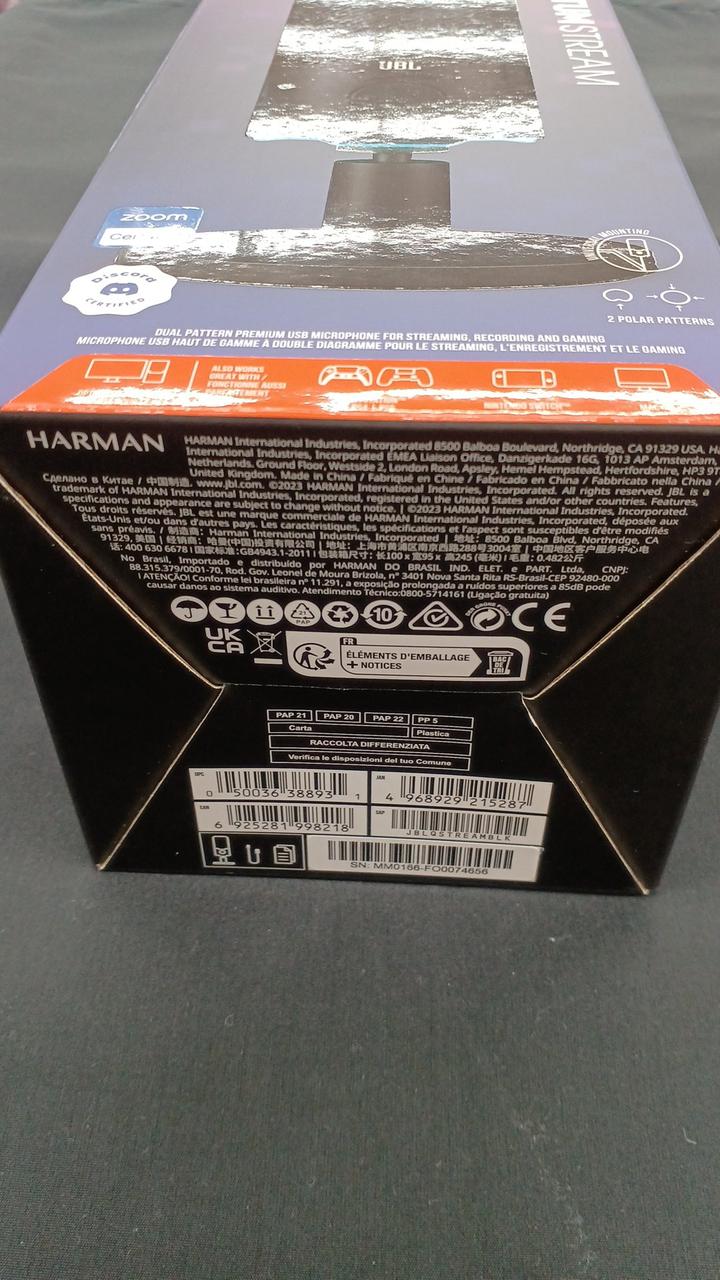 TUMSTREAM
JBL
zoom
Discord
CERTIFIED
MOUNTING
2 POLAR PATTERNS
DUAL PATTERN PREMIUM USB MICROPHONE FOR STREAMING, RECORDING AND GAMING
MICROPHONE USB HAUT DE GAMME À DOUBLE DIAGRAMME POUR LE STREAMING, L'ENREGISTREMENT ET LE GAMING
ALSO WORKS
GREAT WITH /
FONCTIONNE AUSSI
PARFAITEMENT
NINTENDO SWITCH™
HARMAN
HARMAN International Industries, Incorporated 8500 Balboa Boulevard, Northridge, CA 91329 USA.
International Industries, Incorporated EMEA Liaison Office, Danzigerkade 16G, 1013 AP Amsterdam,
Netherlands. Ground Floor, Westside 2, London Road, Apsley, Hemel Hempstead, Hertfordshire, HP3 9T
United Kingdom. Made in China / Fabriqué en Chine / Fabricado en China / Fabbricato nella China /
Сделано в Китае / 中国制造. www.jbl.com. ©2023 HARMAN International Industries, Incorporated. All rights reserved. JBL is a
trademark of HARMAN International Industries, Incorporated, registered in the United States and/or other countries. Features,
specifications and appearance are subject to change without notice. | ©2023 HARMAN International Industries, Incorporated.
Tous droits réservés. JBL est une marque commerciale de HARMAN International Industries, Incorporated, déposée aux
États-Unis et/ou dans d'autres pays. Les caractéristiques, les spécifications et l'aspect sont susceptibles d'être modifiés
sans préavis. / 制造商: Harman International Industries, Incorporated | 地址: 8500 Balboa Blvd, Northridge, CA
91329, 美国 / 经销商: 哈曼(中国)投资有限公司 | 地址: 上海市黄浦区南京西路288号3004室 | 中国地区客户服务中心电
话: 400 630 6678 | 国家标准:GB4943.1-2011 | 包装箱尺寸: 长100 x 宽95 x 高245 (毫米) / 毛重: 0.482公斤
No Brasil, Importado e distribuído por HARMAN DO BRASIL IND. ELET. e PART. Ltda, CNPJ:
88.315.379/0001-70, Rod. Gov. Leonel de Moura Brizola, n° 3401 Nova Santa Rita RS-Brasil-CEP 92480-000
| ATENÇÃO! Conforme lei brasileira n° 11.291, a exposição prolongada a ruídos superiores a 85dB pode
causar danos ao sistema auditivo. Atendimento Técnico:0800-5714161 (Ligação gratuita)
21
PAP
10
CE
UK
CA
FR
ÉLÉMENTS D'EMBALLAGE
+ NOTICES
BAC
DE
TRI
PAP 21 PAP 20 PAP 22 PP 5
Carta Plastica
RACCOLTA DIFFERENZIATA
Verifica le disposizioni del tuo Comune
UPC
0 50036 38893 1
JAN
4 968929 215287
EAN
6 925281 998218
SAP
JBLQSTREAMBLK
SN: MM0166-FO0074656